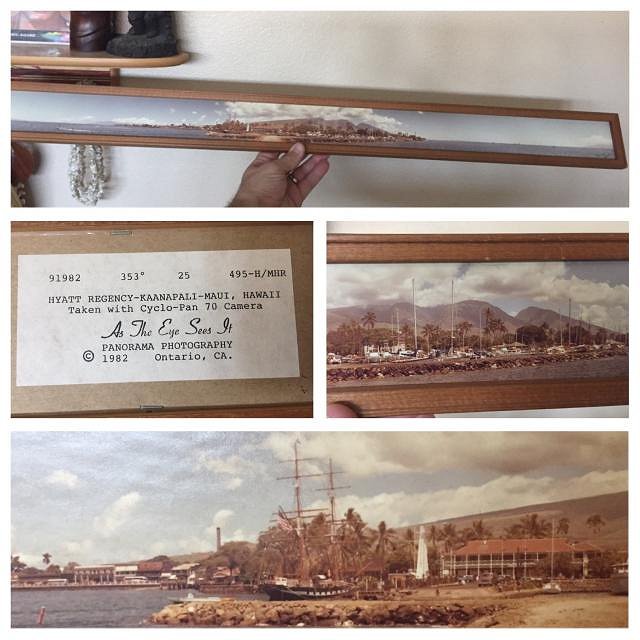 91982 353° 25 495-H/MHR
HYATT REGENCY-KAANAPALI-MAUI, HAWAII
Taken with Cyclo-Pan 70 Camera
As The Eye Sees It
PANORAMA PHOTOGRAPHY
© 1982 Ontario, CA.